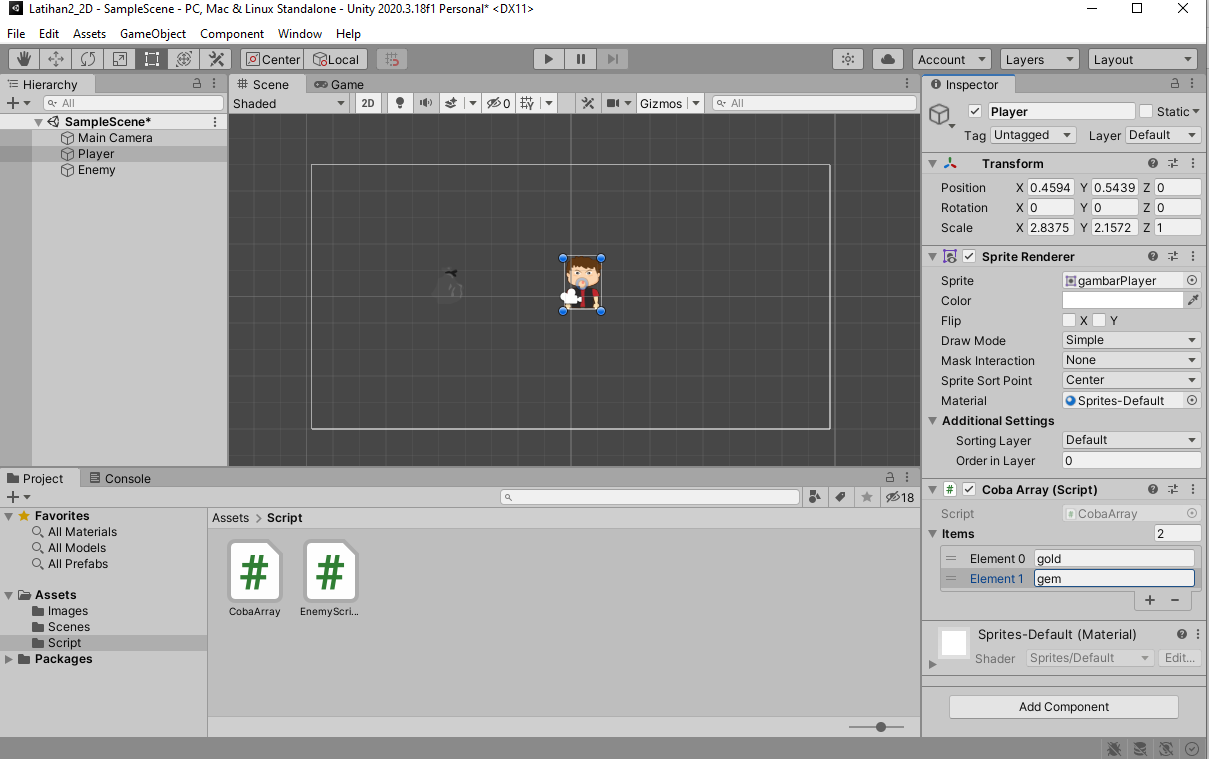 Latihan2_2D - SampleScene - PC, Mac & Linux Standalone - Unity 2020.3.18f1 Personal* <DX11>
File Edit Assets GameObject Component Window Help
Center Local Account Layers Layout
Hierarchy
All
SampleScene*
Main Camera
Player
Enemy
Scene Game
Shaded 2D 0 Gizmos All
Inspector
Player Static
Tag Untagged Layer Default
Transform
Position X 0.4594 Y 0.5439 Z 0
Rotation X 0 Y 0 Z 0
Scale X 2.8375 Y 2.1572 Z 1
Sprite Renderer
Sprite gambarPlayer
Color
Flip X Y
Draw Mode Simple
Mask Interaction None
Sprite Sort Point Center
Material Sprites-Default
Additional Settings
Sorting Layer Default
Order in Layer 0
# Coba Array (Script)
Script # CobaArray
Items 2
Element 0 gold
Element 1 gem
+ −
Sprites-Default (Material)
Shader Sprites/Default Edit...
Add Component
Project Console
18
Favorites
All Materials
All Models
All Prefabs
Assets
Images
Scenes
Script
Packages
Assets > Script
# #
CobaArray EnemyScri...